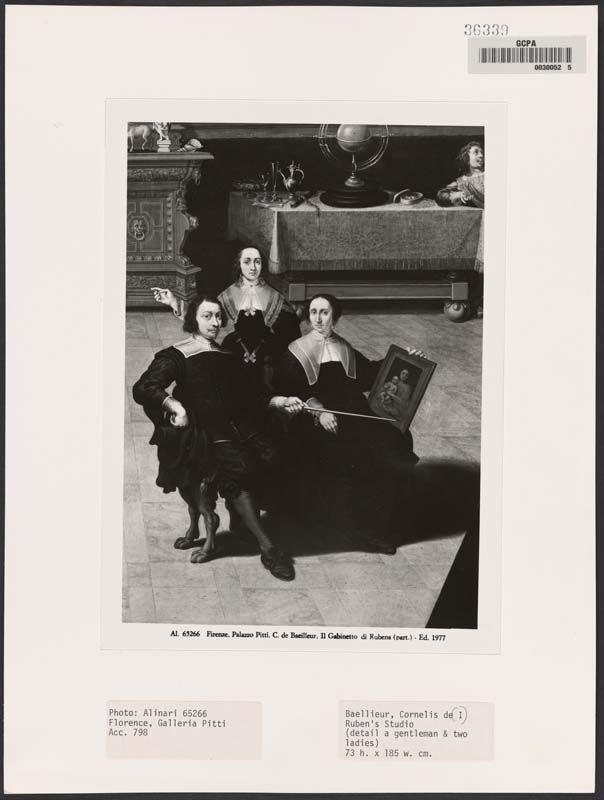 36339
GCPA
0030052 5
Al. 65266 Firenze. Palazzo Pitti. C. de Baeilleur. Il Gabinetto di Rubens (part.) - Ed. 1977
Photo: Alinari 65266
Florence, Galleria Pitti
Acc. 798
Baellieur, Cornelis de I)
Ruben's Studio
(detail a gentleman & two
ladies)
73 h. x 185 w. cm.